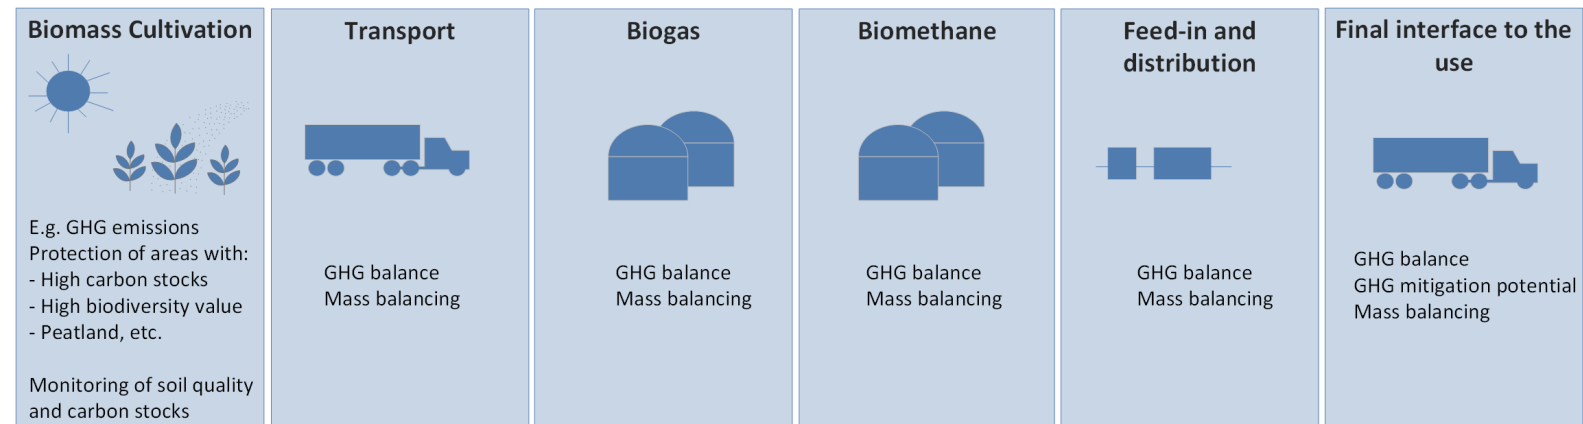 Biomass Cultivation
E.g. GHG emissions
Protection of areas with:
- High carbon stocks
- High biodiversity value
- Peatland, etc.
Monitoring of soil quality
and carbon stocks
Transport
GHG balance
Mass balancing
Biogas
GHG balance
Mass balancing
Biomethane
GHG balance
Mass balancing
Feed-in and
distribution
GHG balance
Mass balancing
Final interface to the
use
GHG balance
GHG mitigation potential
Mass balancing